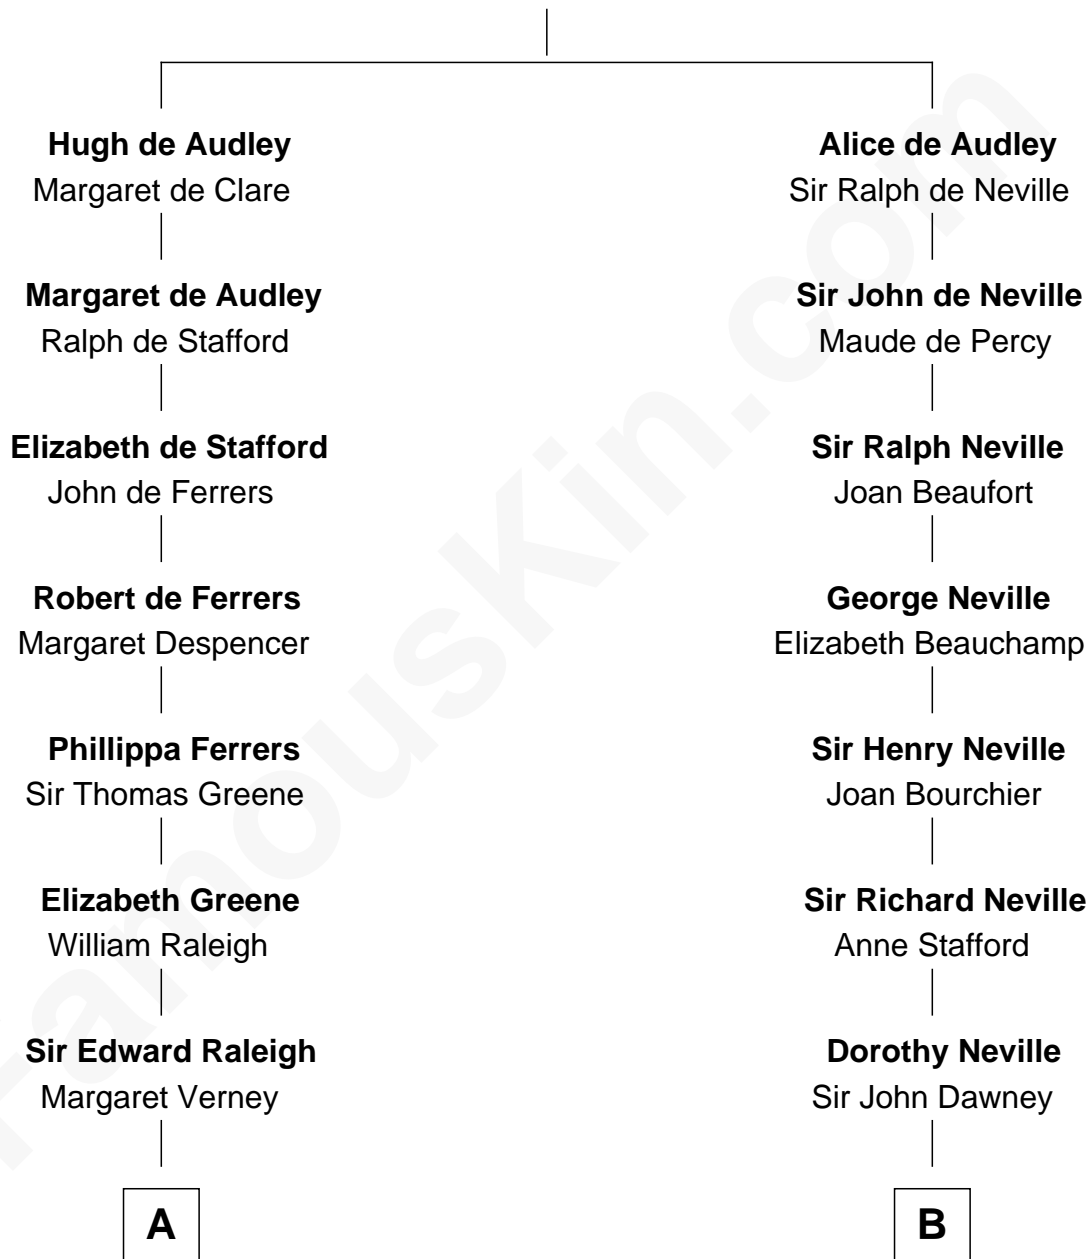 Hugh de Audley
Margaret de Clare
Margaret de Audley
Ralph de Stafford
Elizabeth de Stafford
John de Ferrers
Robert de Ferrers
Margaret Despencer
Phillippa Ferrers
Sir Thomas Greene
Elizabeth Greene
William Raleigh
Sir Edward Raleigh
Margaret Verney
A
Alice de Audley
Sir Ralph de Neville
Sir John de Neville
Maude de Percy
Sir Ralph Neville
Joan Beaufort
George Neville
Elizabeth Beauchamp
Sir Henry Neville
Joan Bourchier
Sir Richard Neville
Anne Stafford
Dorothy Neville
Sir John Dawney
B
FamousKin.com